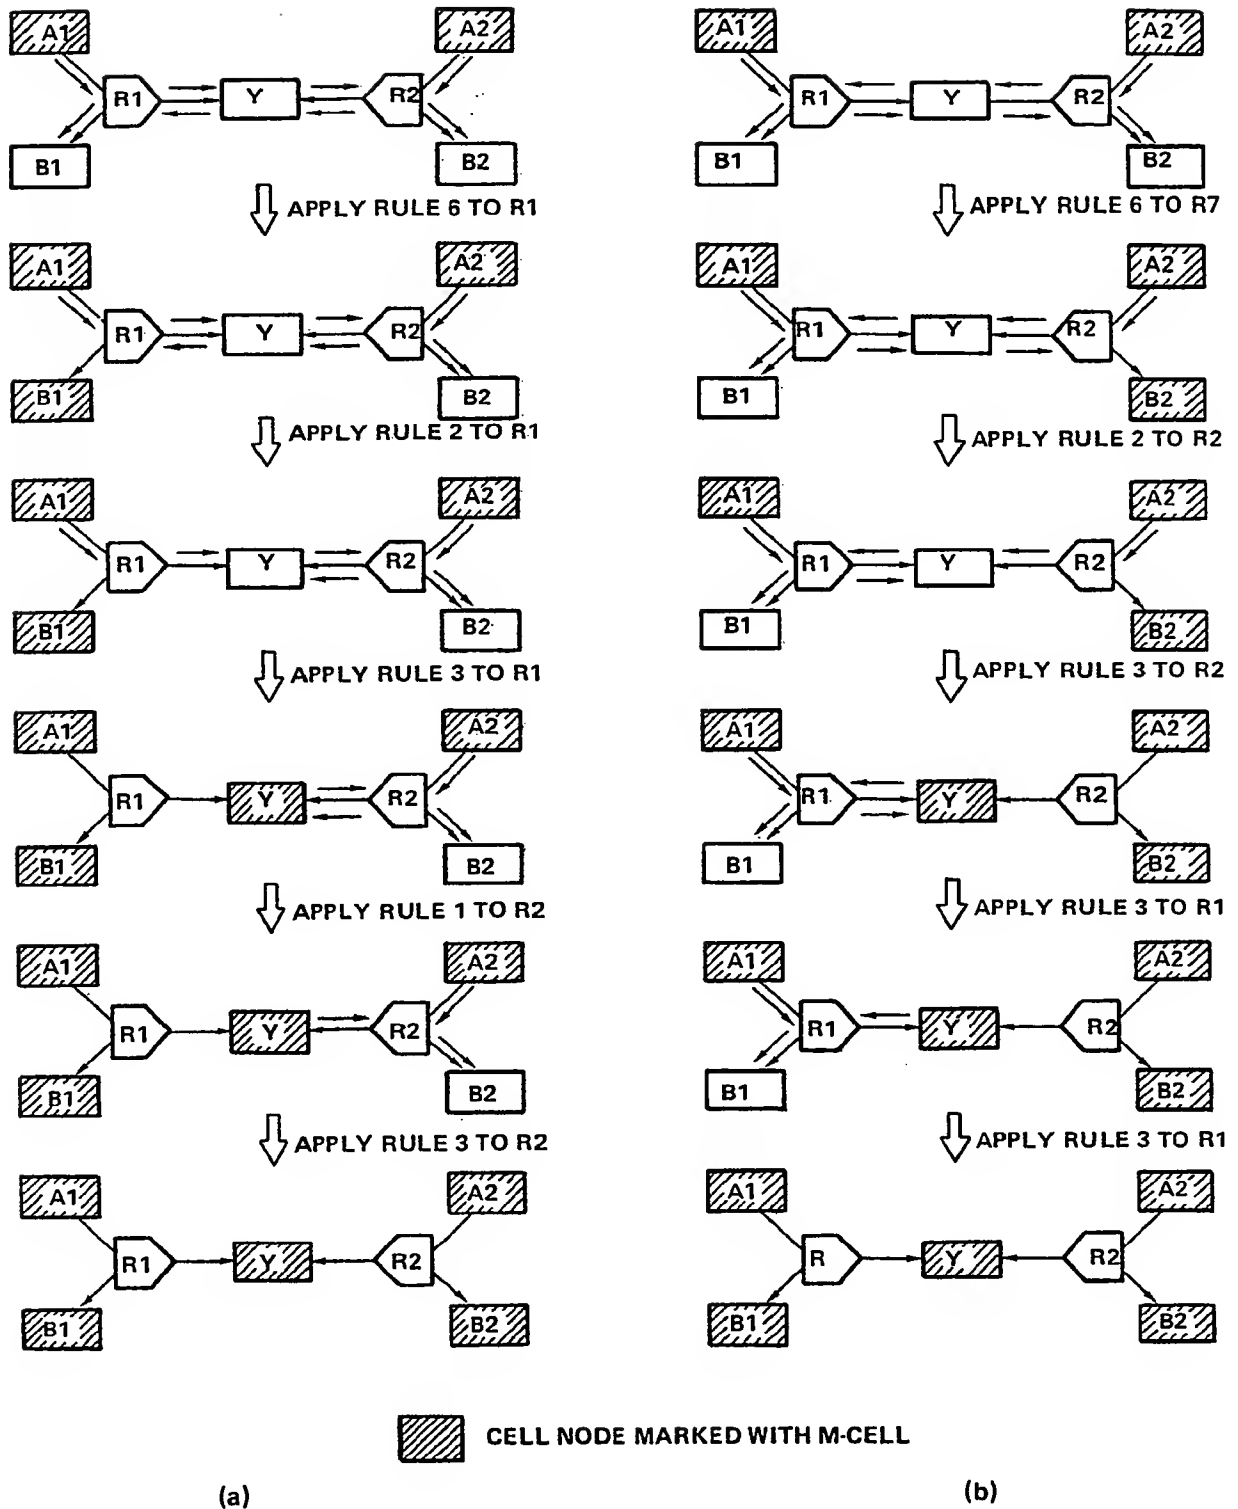 A1 A2 A1 A2
R1 Y R2 R1 Y R2
B1 B2 B1 B2
APPLY RULE 6 TO R1 APPLY RULE 6 TO R7
A1 A2 A1 A2
R1 Y R2 R1 Y R2
B1 B2 B1 B2
APPLY RULE 2 TO R1 APPLY RULE 2 TO R2
A1 A2 A1 A2
R1 Y R2 R1 Y R2
B1 B2 B1 B2
APPLY RULE 3 TO R1 APPLY RULE 3 TO R2
A1 A2 A1 A2
R1 Y R2 R1 Y R2
B1 B2 B1 B2
APPLY RULE 1 TO R2 APPLY RULE 3 TO R1
A1 A2 A1 A2
R1 Y R2 R1 Y R2
B1 B2 B1 B2
APPLY RULE 3 TO R2 APPLY RULE 3 TO R1
A1 A2 A1 A2
R1 Y R2 R Y R2
B1 B2 B1 B2
CELL NODE MARKED WITH M-CELL
(a) (b)